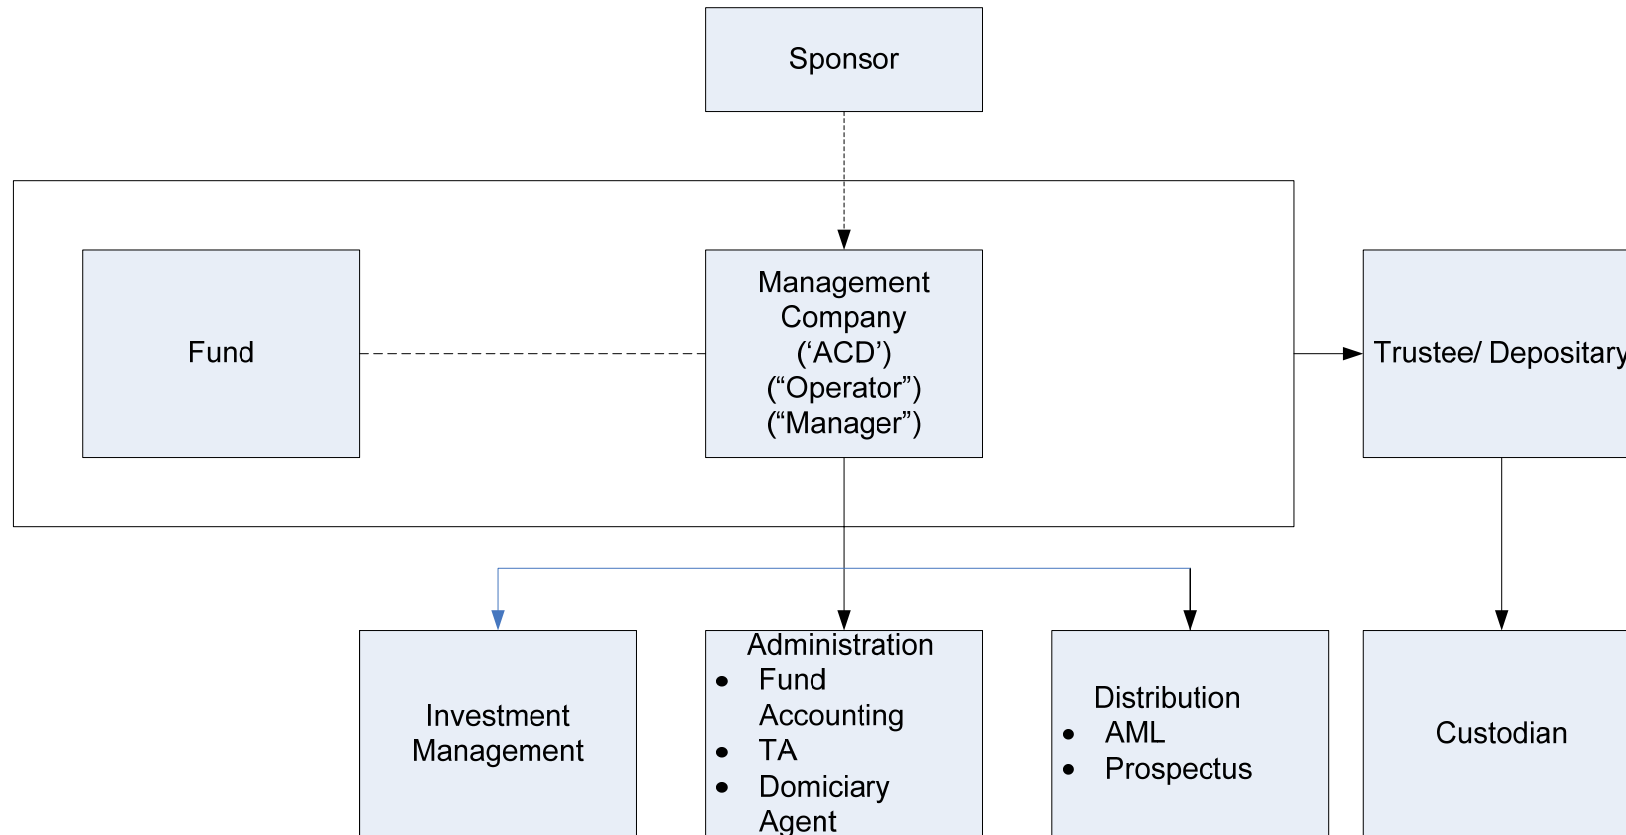 Sponsor
Fund
Management
Company
(‘ACD’)
(“Operator”)
(“Manager”)
Trustee/ Depositary
Investment
Management
Administration
● Fund
Accounting
● TA
● Domiciary
Agent
Distribution
● AML
● Prospectus
Custodian